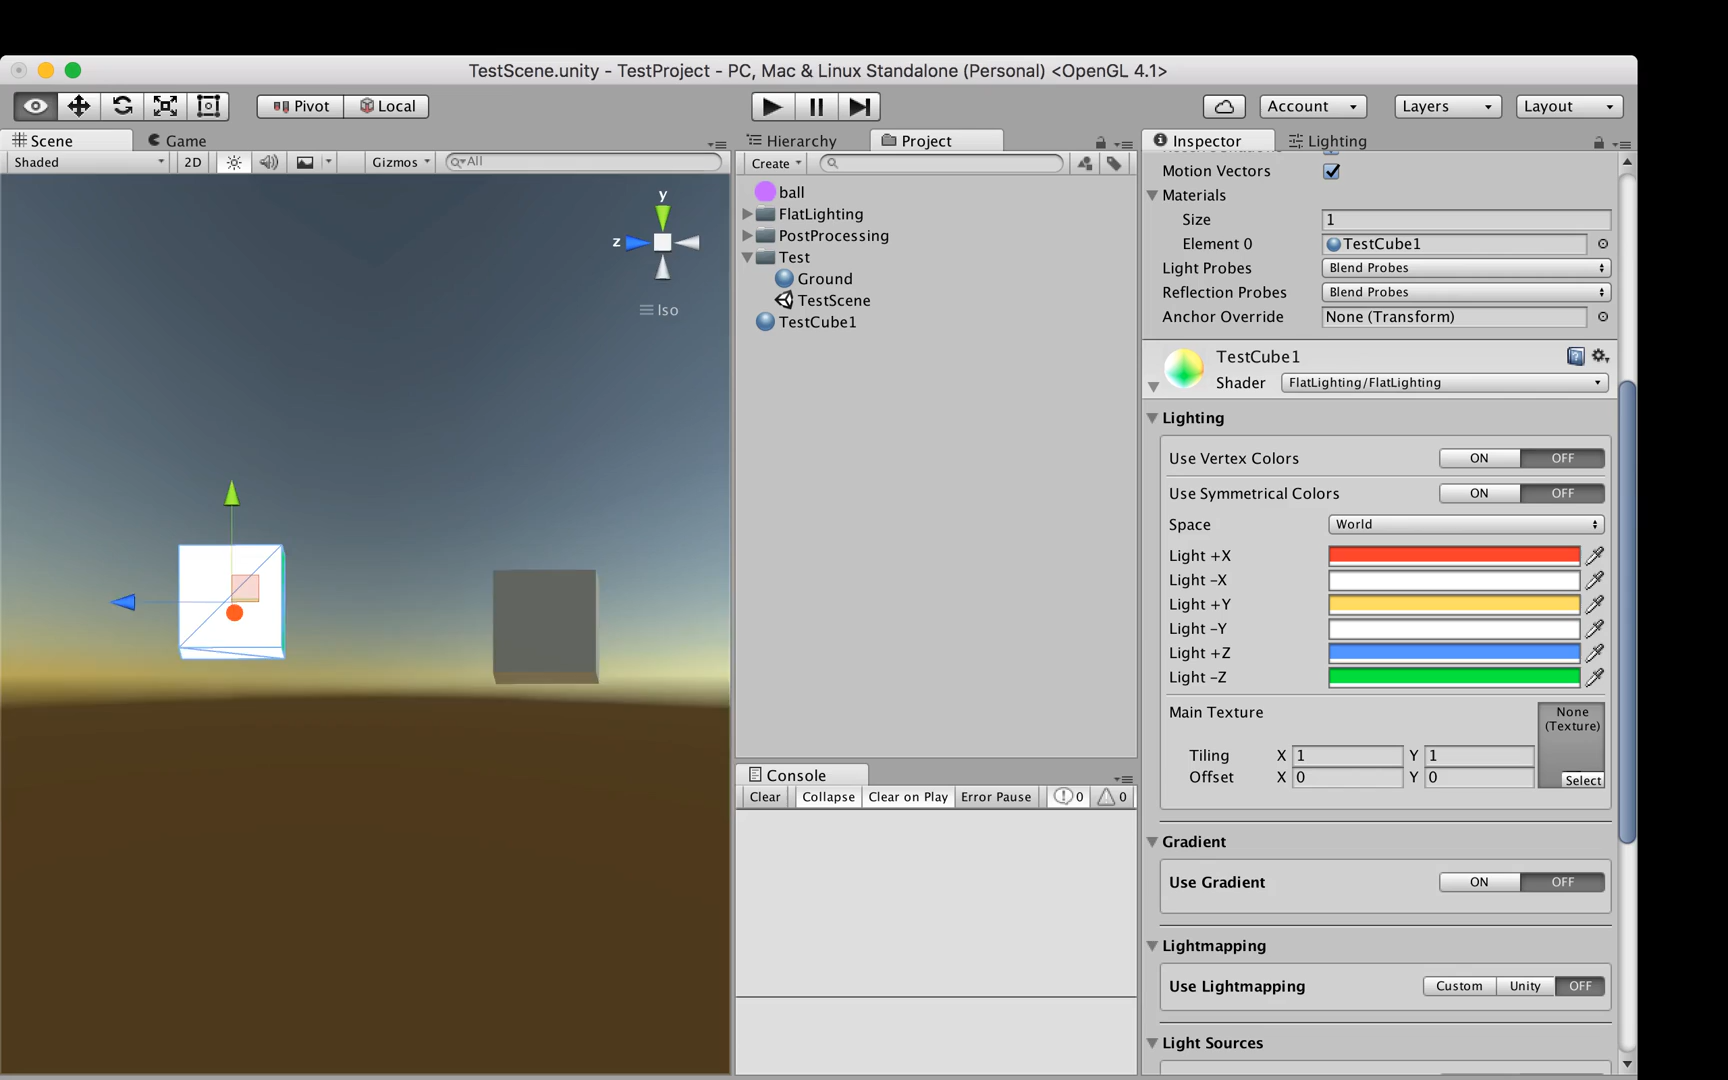 TestScene.unity - TestProject - PC, Mac & Linux Standalone (Personal) <OpenGL 4.1>
Pivot Local Account Layers Layout
Scene Game
Shaded 2D Gizmos All
y
z
Iso
Hierarchy Project
Create
ball
FlatLighting
PostProcessing
Test
Ground
TestScene
TestCube1
Console
Clear Collapse Clear on Play Error Pause 0 0
Inspector Lighting
Motion Vectors
Materials
Size 1
Element 0 TestCube1
Light Probes Blend Probes
Reflection Probes Blend Probes
Anchor Override None (Transform)
TestCube1
Shader FlatLighting/FlatLighting
Lighting
Use Vertex Colors ON OFF
Use Symmetrical Colors ON OFF
Space World
Light +X
Light -X
Light +Y
Light -Y
Light +Z
Light -Z
Main Texture None
(Texture)
Tiling X 1 Y 1
Offset X 0 Y 0
Select
Gradient
Use Gradient ON OFF
Lightmapping
Use Lightmapping Custom Unity OFF
Light Sources